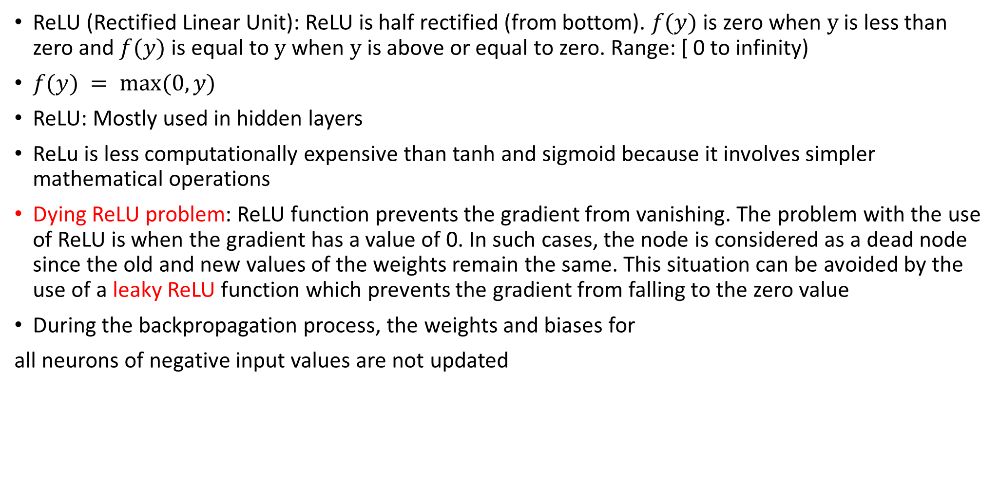 • ReLU (Rectified Linear Unit): ReLU is half rectified (from bottom). f(y) is zero when y is less than
zero and f(y) is equal to y when y is above or equal to zero. Range: [ 0 to infinity)
• f(y) = max(0, y)
• ReLU: Mostly used in hidden layers
• ReLu is less computationally expensive than tanh and sigmoid because it involves simpler
mathematical operations
• Dying ReLU problem: ReLU function prevents the gradient from vanishing. The problem with the use
of ReLU is when the gradient has a value of 0. In such cases, the node is considered as a dead node
since the old and new values of the weights remain the same. This situation can be avoided by the
use of a leaky ReLU function which prevents the gradient from falling to the zero value
• During the backpropagation process, the weights and biases for
all neurons of negative input values are not updated